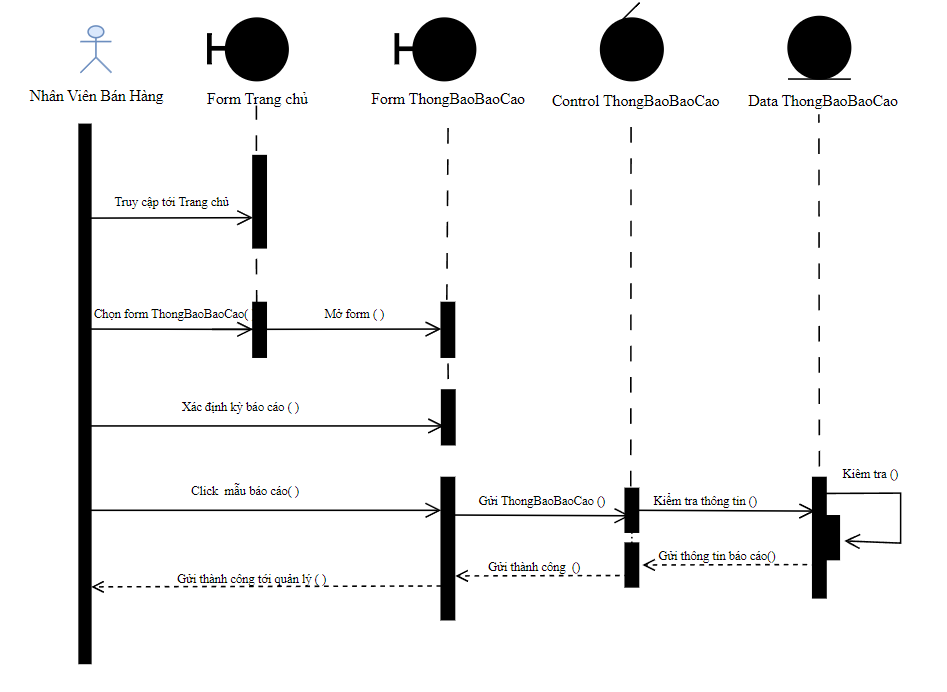 Nhân Viên Bán Hàng
Form Trang chủ
Form ThongBaoBaoCao
Control ThongBaoBaoCao
Data ThongBaoBaoCao
Truy cập tới Trang chủ
Chọn form ThongBaoBaoCao(
Mở form ( )
Xác định kỳ báo cáo ( )
Kiêm tra ()
Click mẫu báo cáo( )
Gửi ThongBaoBaoCao ()
Kiểm tra thông tin ()
Gửi thông tin báo cáo()
Gửi thành công ()
Gửi thành công tới quản lý ( )